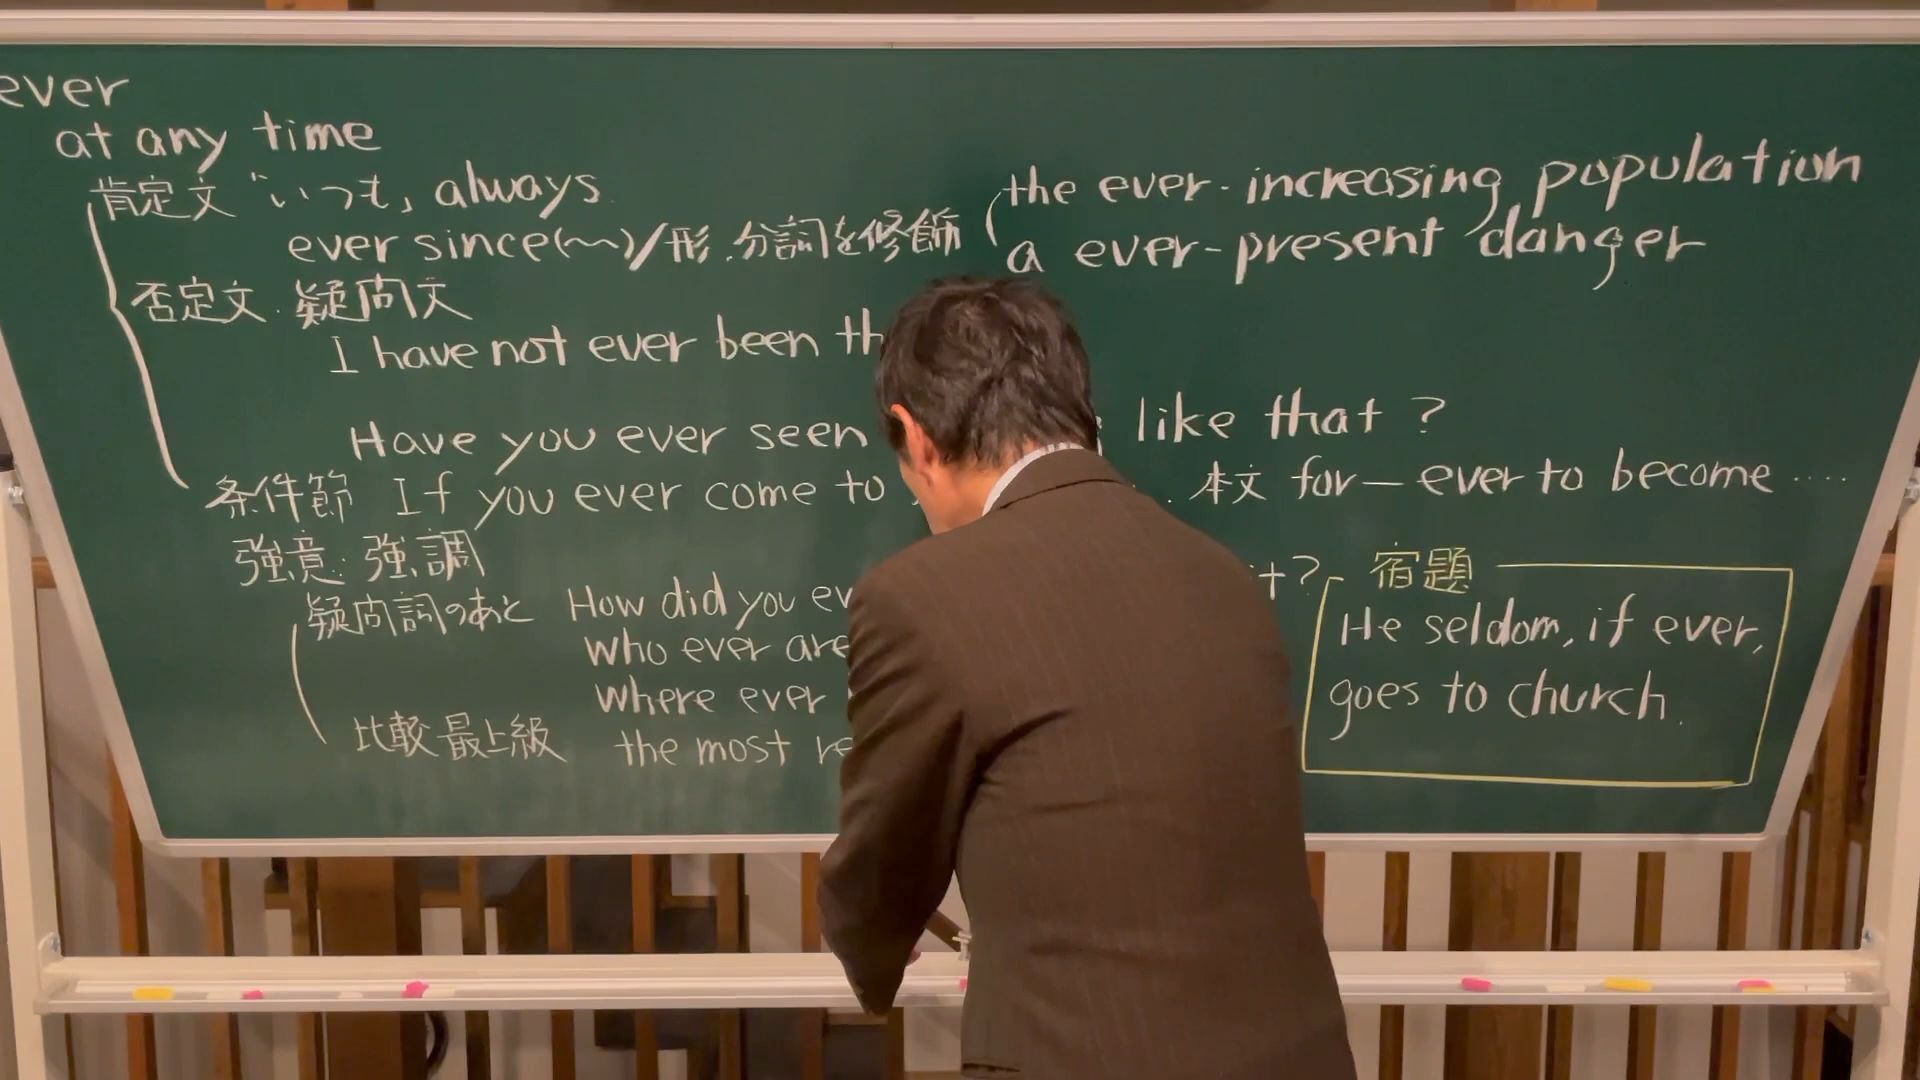 ever
at any time
肯定文「いつも」always
ever since(〜)/形.分詞を修飾
the ever-increasing population
a ever-present danger
否定文.疑問文
I have not ever been
Have you ever seen like that?
条件節 If you ever come to 本文 for—ever to become ....
強意:強調
疑問詞のあと How did you
who ever are
where ever
比較最上級 the most
宿題
He seldom, if ever,
goes to church.